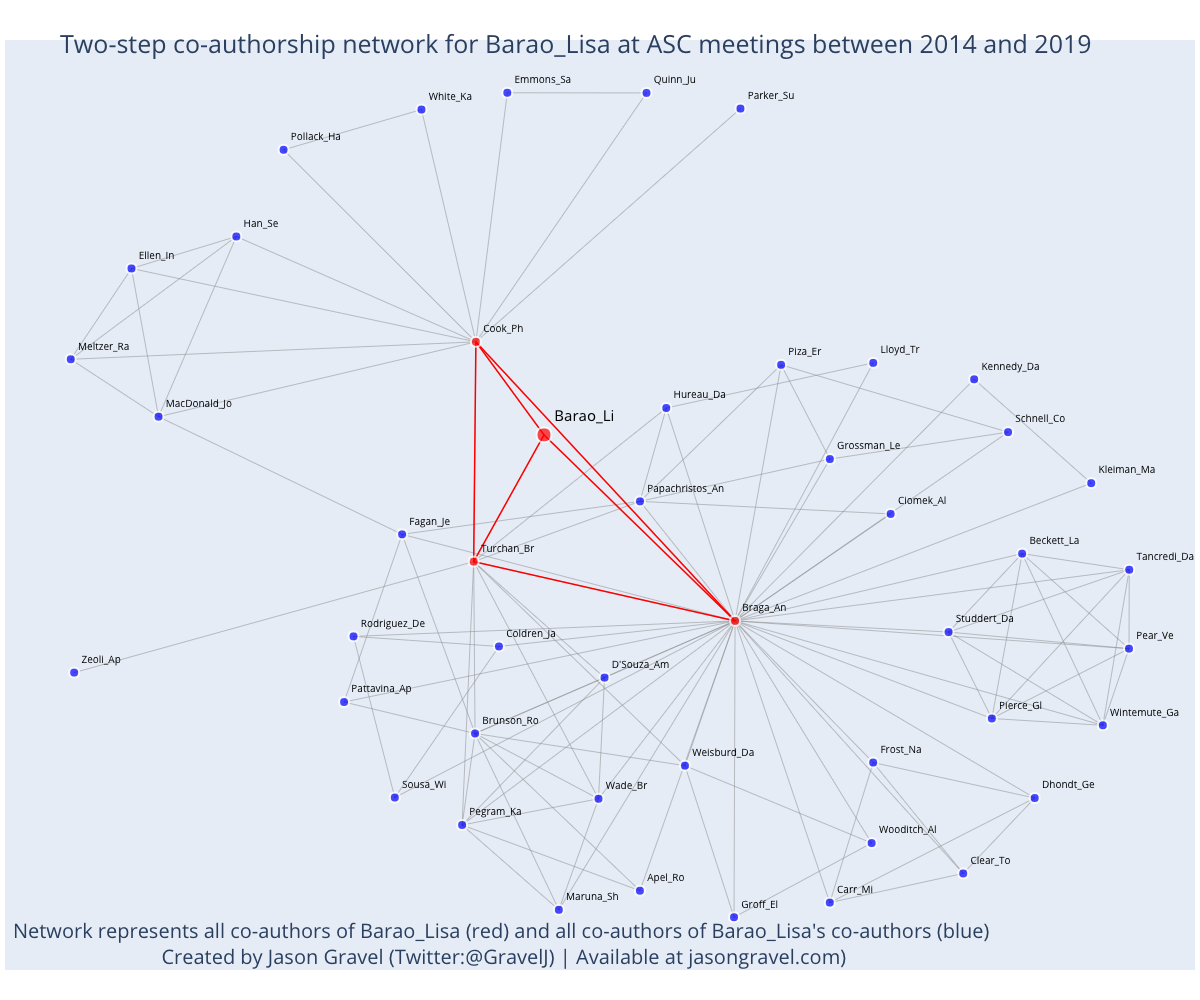 Two-step co-authorship network for Barao_Lisa at ASC meetings between 2014 and 2019
Emmons_Sa
Quinn_Ju
White_Ka
Parker_Su
Pollack_Ha
Han_Se
Ellen_In
Cook_Ph
Meltzer_Ra
Piza_Er
Lloyd_Tr
Kennedy_Da
Hureau_Da
MacDonald_Jo
Barao_Li
Schnell_Co
Grossman_Le
Kleiman_Ma
Papachristos_An
Ciomek_Al
Fagan_Je
Beckett_La
Turchan_Br
Tancredi_Da
Braga_An
Studdert_Da
Rodriguez_De
Coldren_Ja
Pear_Ve
Zeoli_Ap
D'Souza_Am
Pattavina_Ap
Pierce_Gl
Wintemute_Ga
Brunson_Ro
Weisburd_Da
Frost_Na
Sousa_Wi
Wade_Br
Dhondt_Ge
Pegram_Ka
Wooditch_Al
Clear_To
Apel_Ro
Carr_Mi
Maruna_Sh
Groff_El
Network represents all co-authors of Barao_Lisa (red) and all co-authors of Barao_Lisa's co-authors (blue)
Created by Jason Gravel (Twitter:@GravelJ) | Available at jasongravel.com)